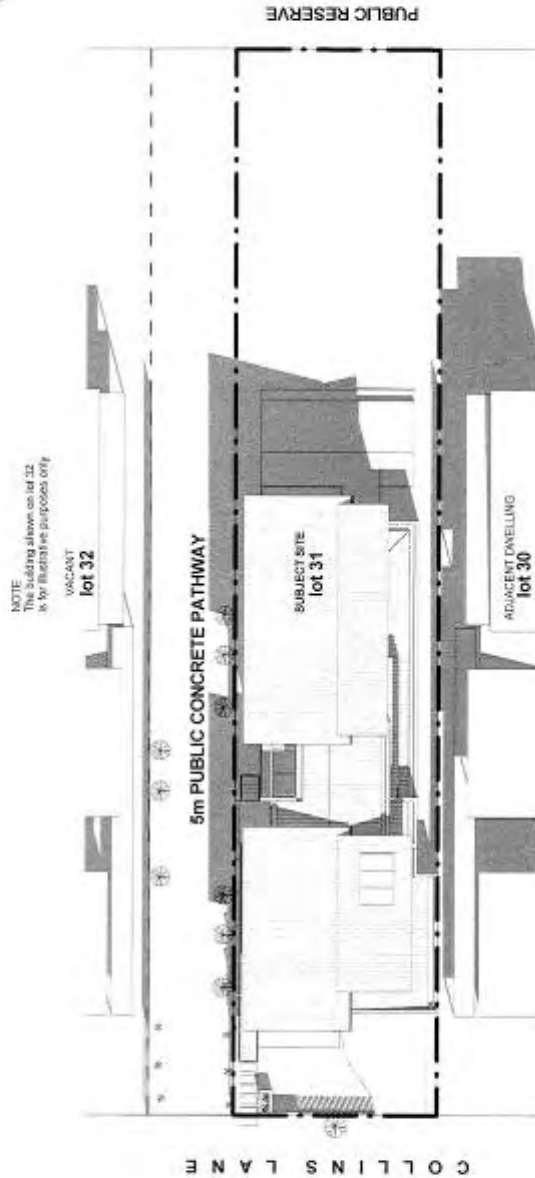 PUBLIC RESERVE
NOTE
The building shown on lot 32
is for illustrative purposes only
VACANT
lot 32
5m PUBLIC CONCRETE PATHWAY
SUBJECT SITE
lot 31
ADJACENT DWELLING
lot 30
COLLINS LANE